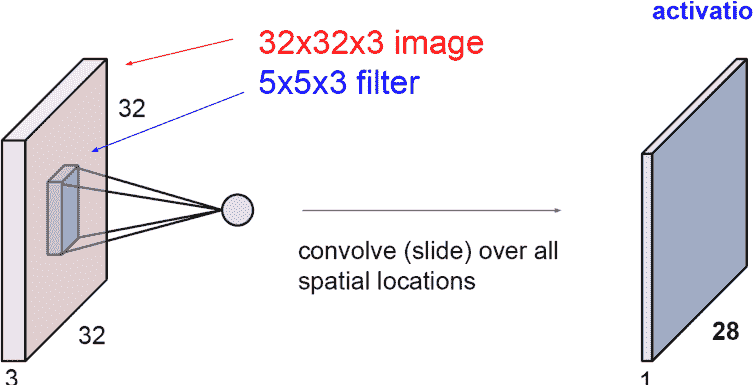 activatio
32x32x3 image
5x5x3 filter
32
convolve (slide) over all
spatial locations
32
28
3
1